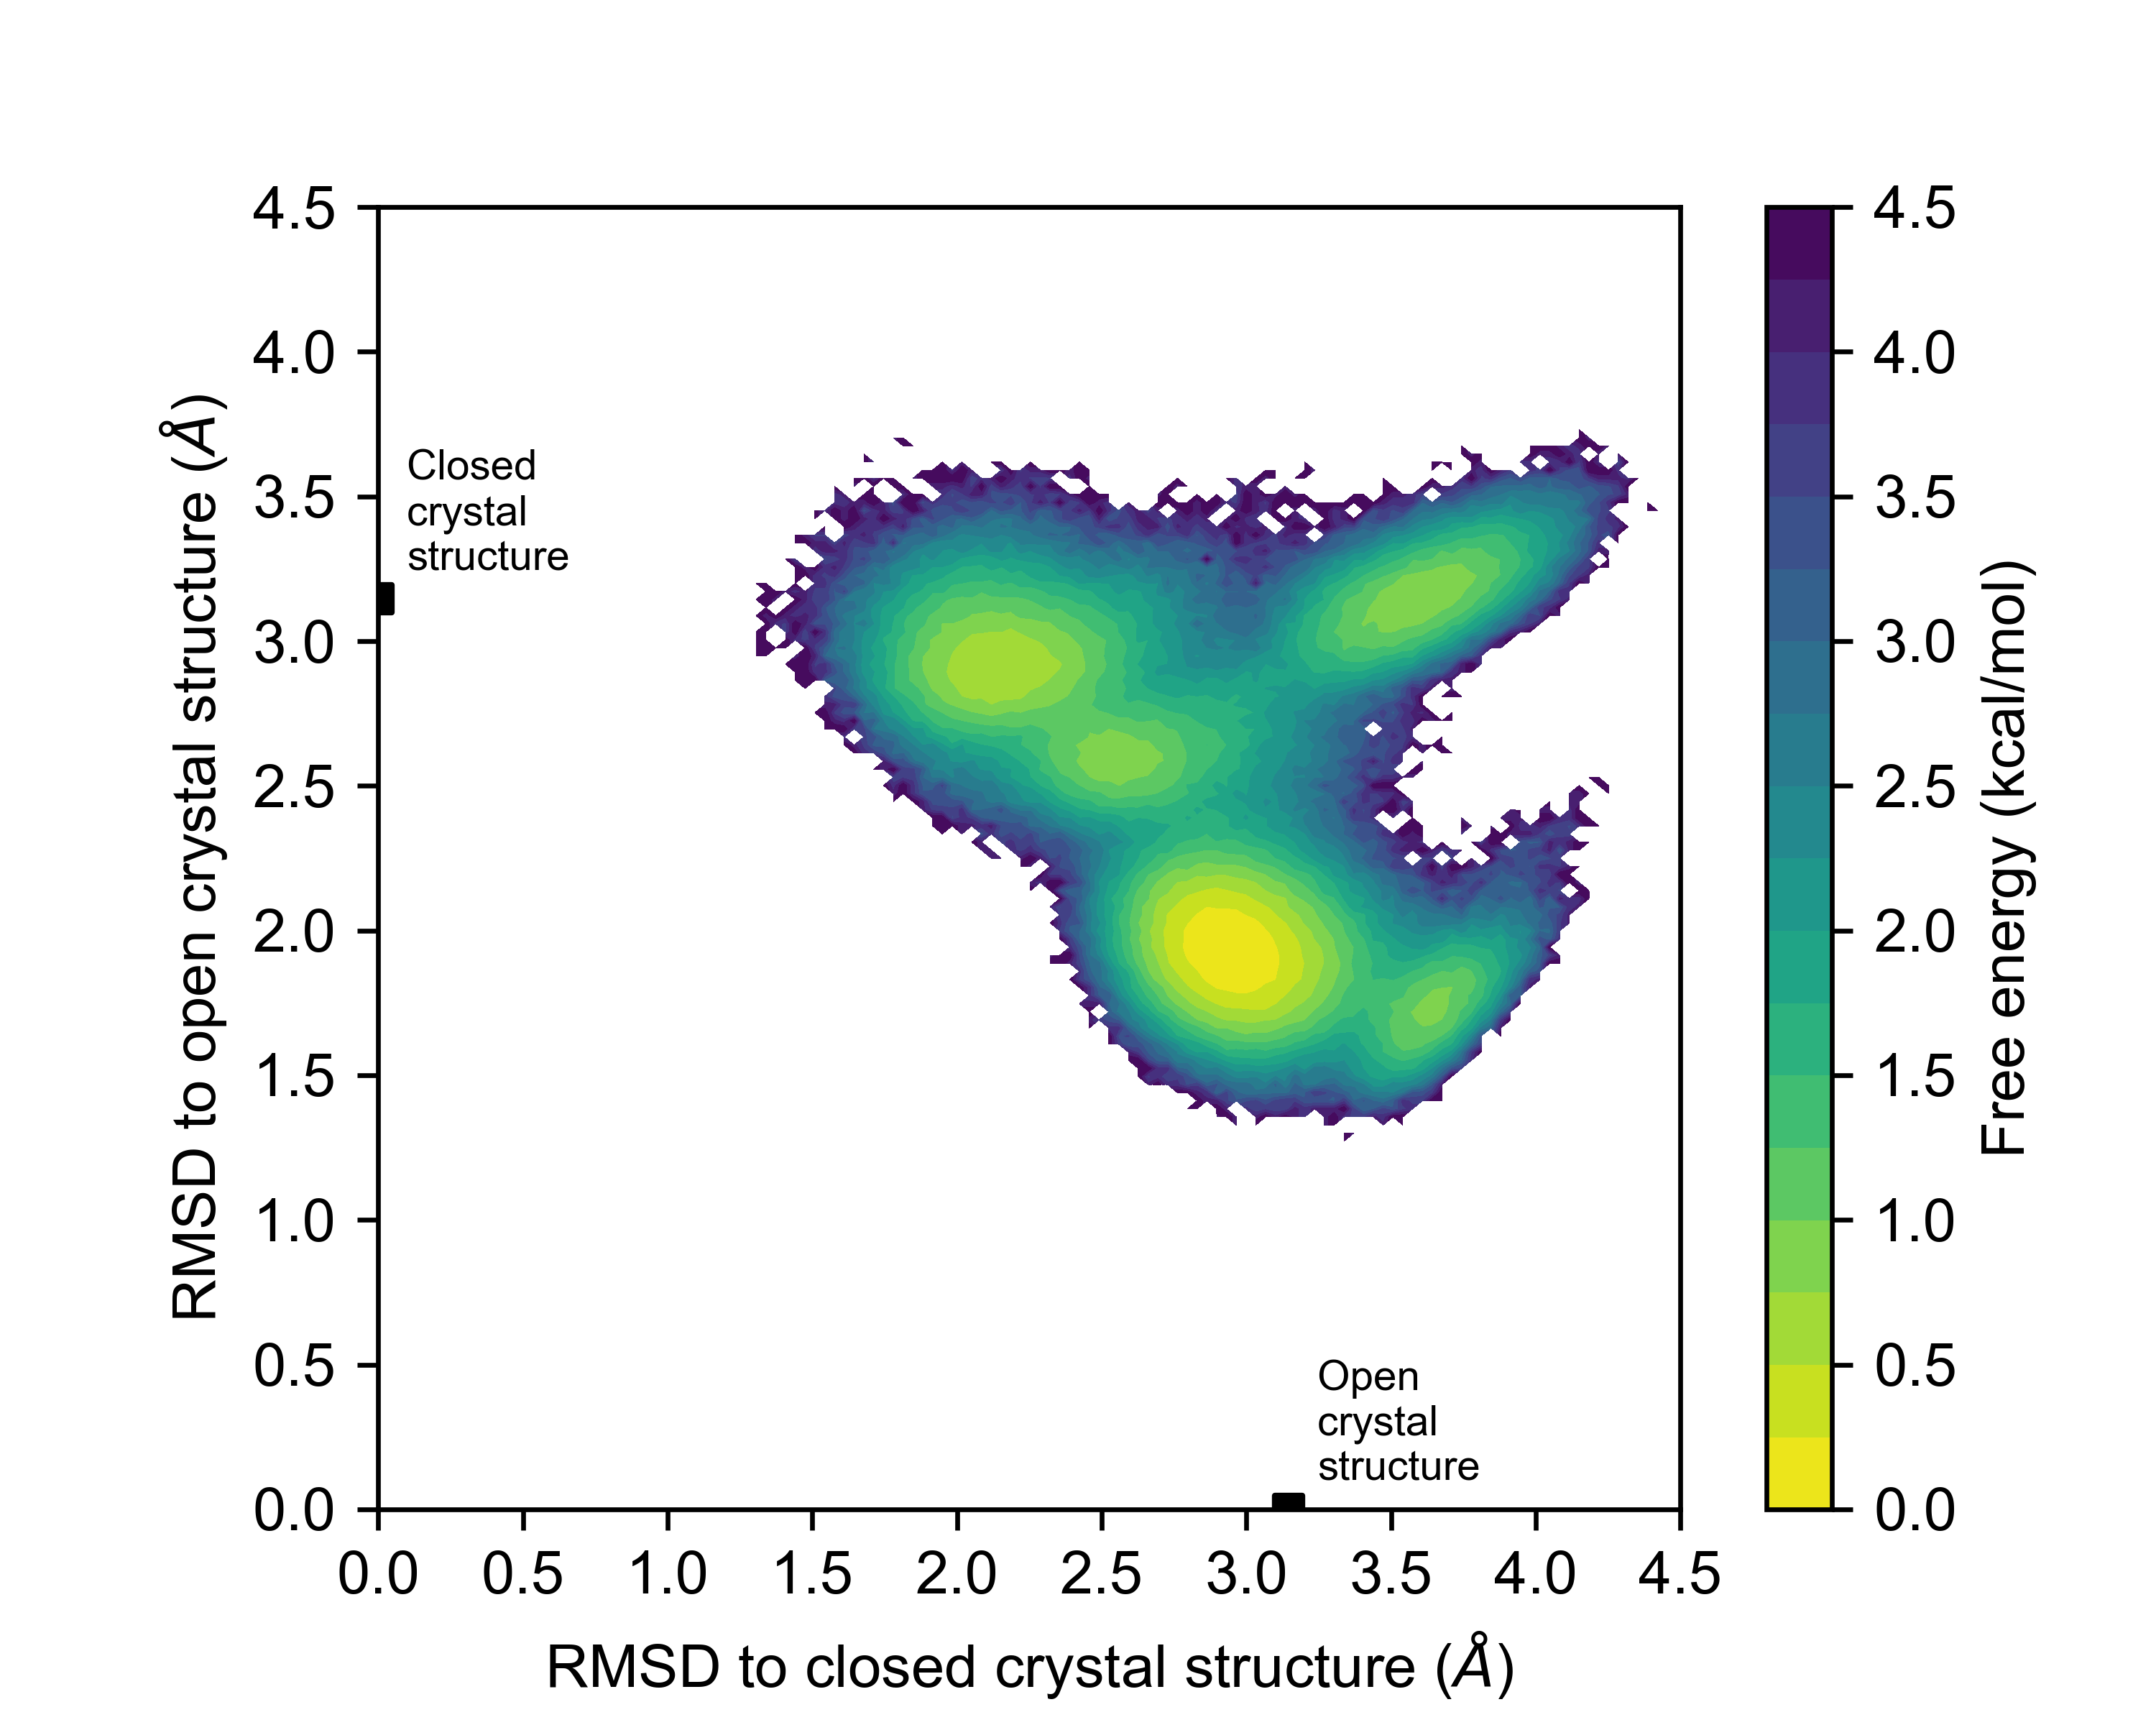 4.5
4.0
3.5
3.0
2.5
2.0
1.5
1.0
0.5
0.0
RMSD to open crystal structure (Å)
Closed
crystal
structure
Open
crystal
structure
0.0 0.5 1.0 1.5 2.0 2.5 3.0 3.5 4.0 4.5
RMSD to closed crystal structure (Å)
4.5
4.0
3.5
3.0
2.5
2.0
1.5
1.0
0.5
0.0
Free energy (kcal/mol)